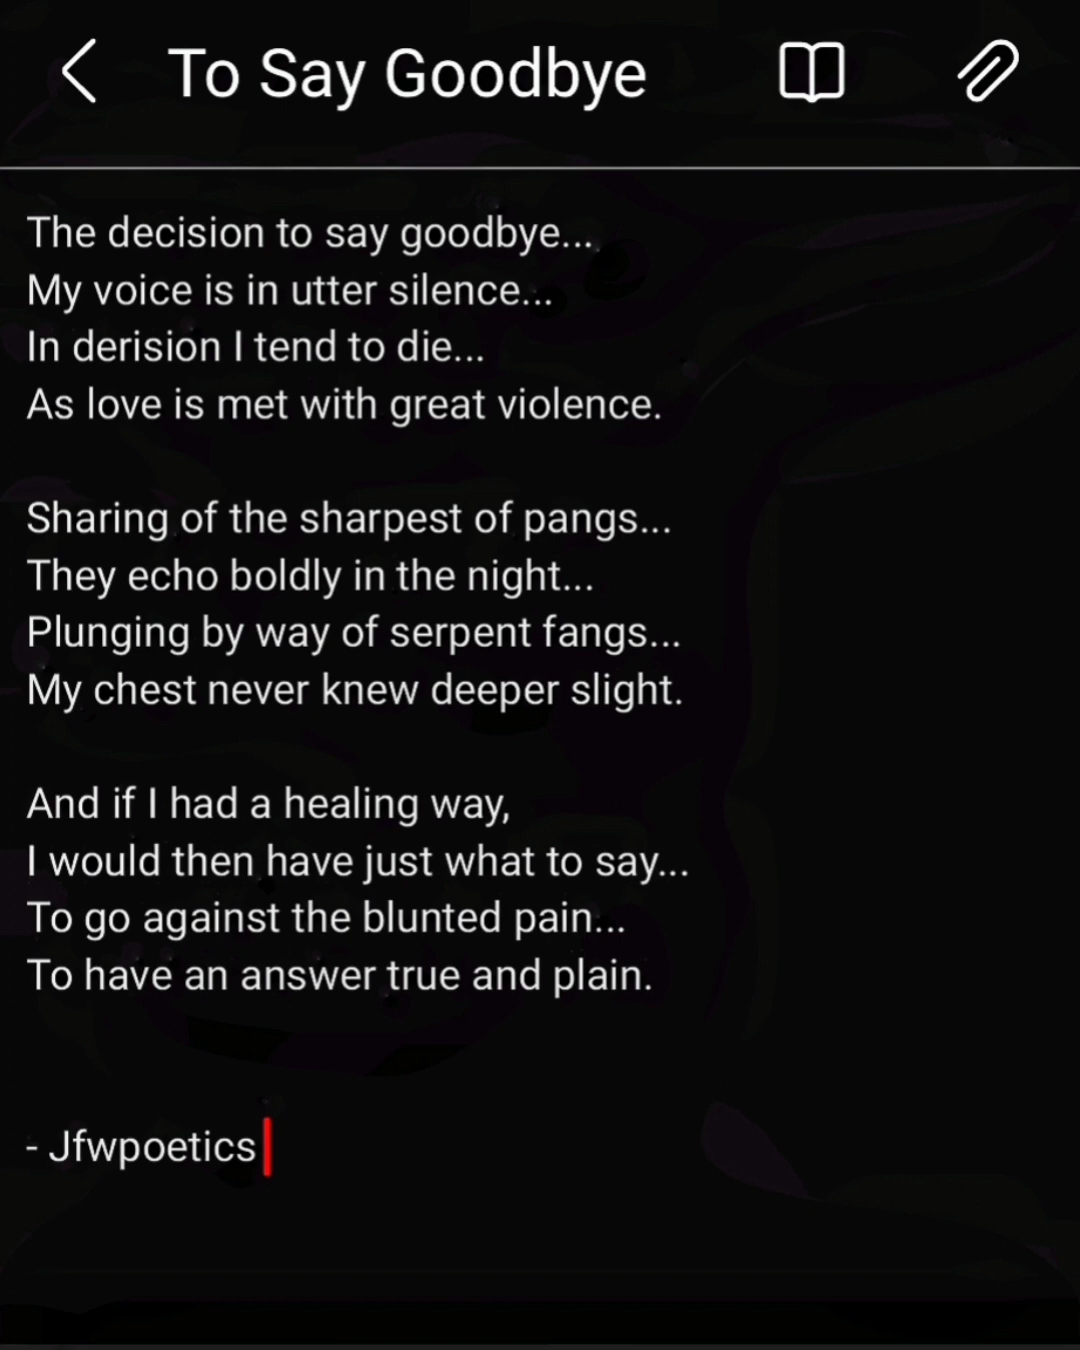 To Say Goodbye
The decision to say goodbye...
My voice is in utter silence...
In derision I tend to die...
As love is met with great violence.
Sharing of the sharpest of pangs...
They echo boldly in the night...
Plunging by way of serpent fangs...
My chest never knew deeper slight.
And if I had a healing way,
I would then have just what to say...
To go against the blunted pain...
To have an answer true and plain.
- Jfwpoetics